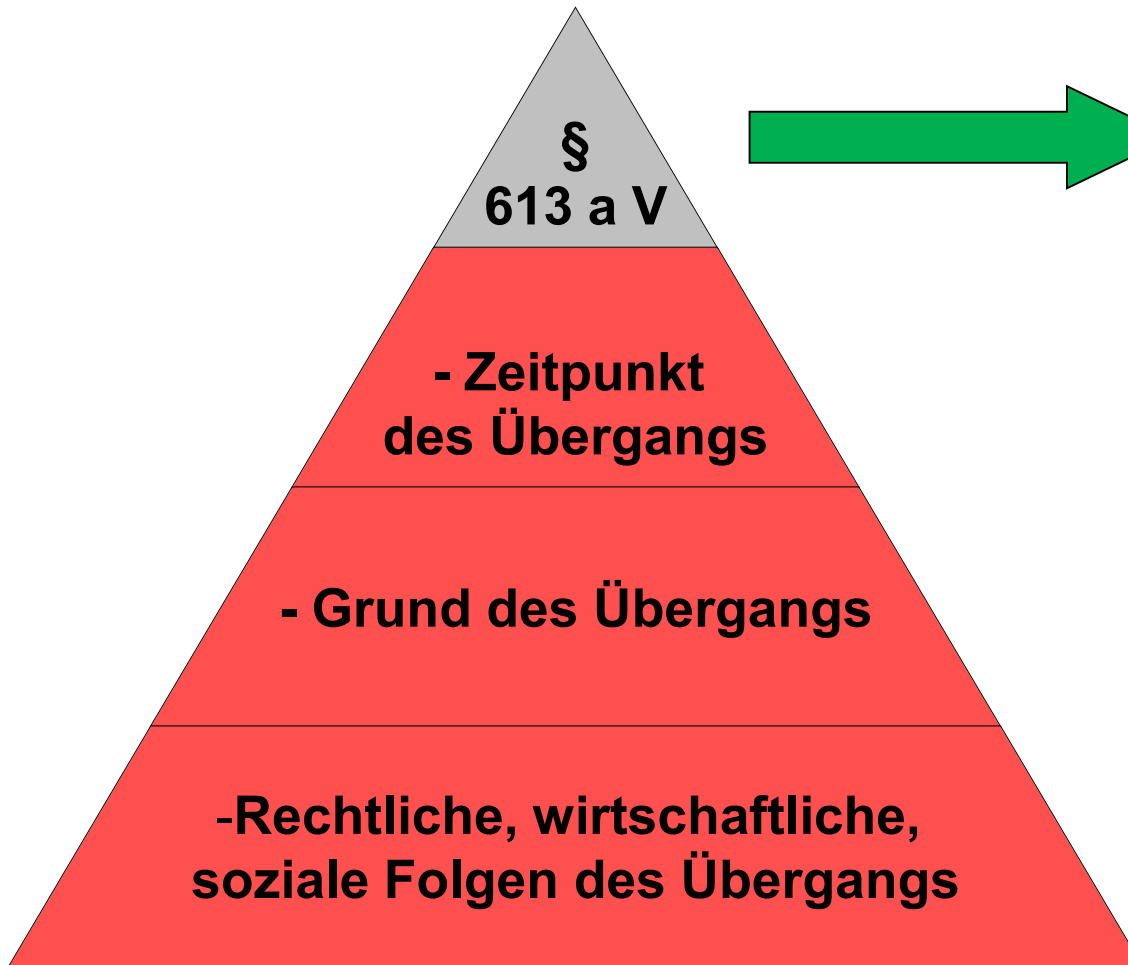 §
613 a V
- Zeitpunkt
des Übergangs
- Grund des Übergangs
-Rechtliche, wirtschaftliche,
soziale Folgen des Übergangs